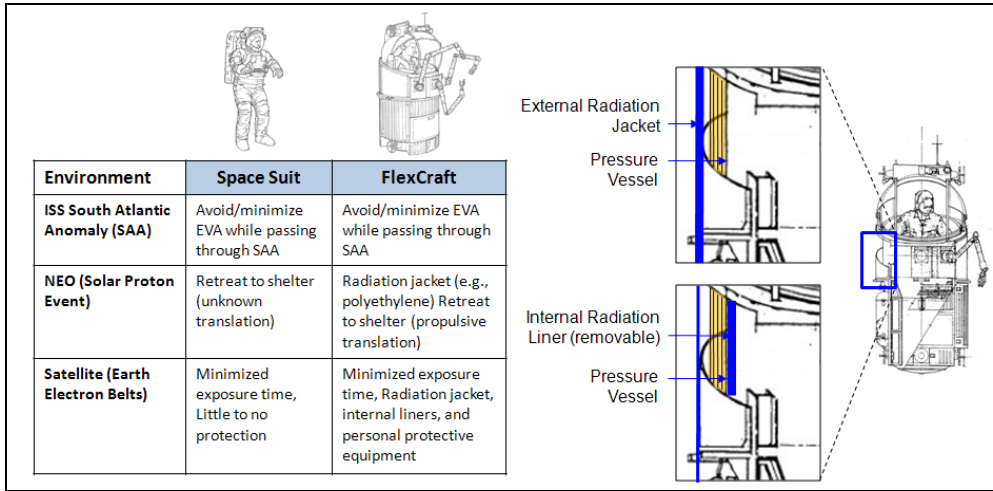 Environment
Space Suit
FlexCraft
ISS South Atlantic
Anomaly (SAA)
Avoid/minimize
EVA while passing
through SAA
Avoid/minimize EVA
while passing through
SAA
NEO (Solar Proton
Event)
Retreat to shelter
(unknown
translation)
Radiation jacket (e.g.,
polyethylene) Retreat
to shelter (propulsive
translation)
Satellite (Earth
Electron Belts)
Minimized
exposure time,
Little to no
protection
Minimized exposure
time, Radiation jacket,
internal liners, and
personal protective
equipment
External Radiation
Jacket
Pressure
Vessel
Internal Radiation
Liner (removable)
Pressure
Vessel